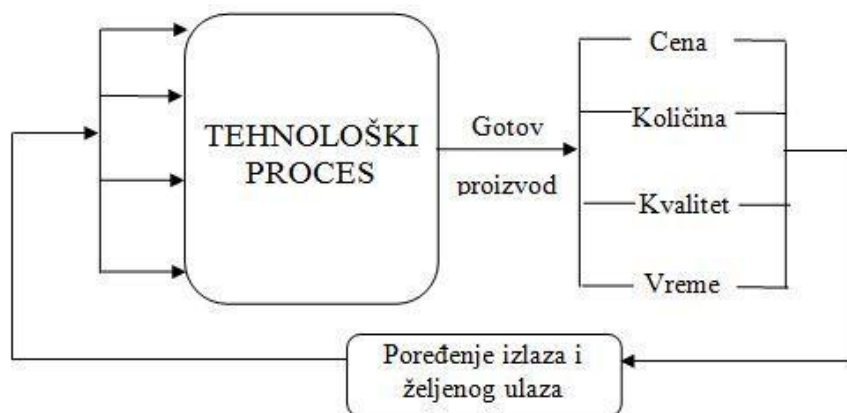 TEHNOLOŠKI
PROCES
Gotov
proizvod
Cena
Količina
Kvalitet
Vreme
Poređenje izlaza i
željenog ulaza